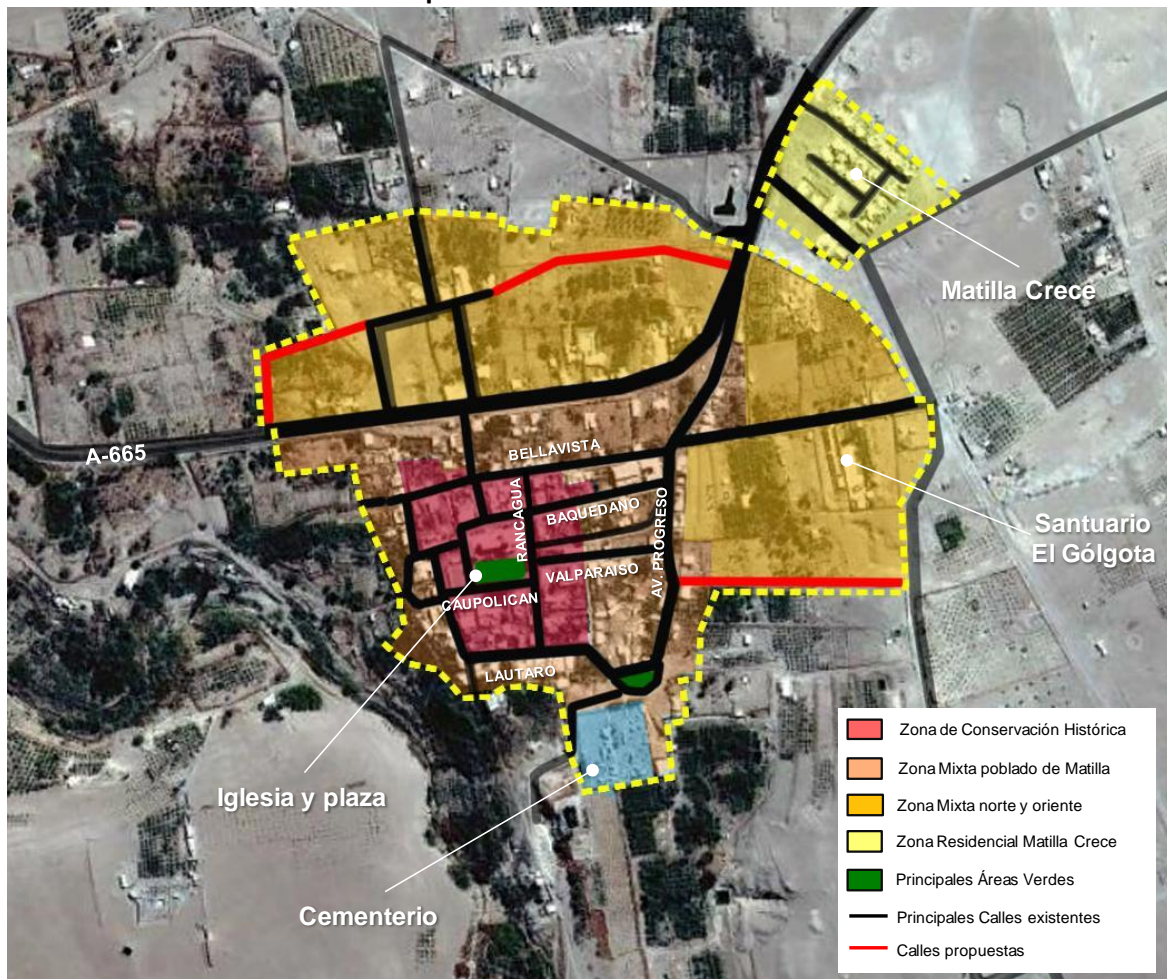 Matilla Crece
A-665
BELLAVISTA
RANCAGUA
BAQUEDANO
AV. PROGRESO
Santuario
El Gólgota
VALPARAISO
CAUPOLICAN
LAUTARO
Iglesia y plaza
Cementerio
Zona de Conservación Histórica
Zona Mixta poblado de Matilla
Zona Mixta norte y oriente
Zona Residencial Matilla Crece
Principales Áreas Verdes
Principales Calles existentes
Calles propuestas